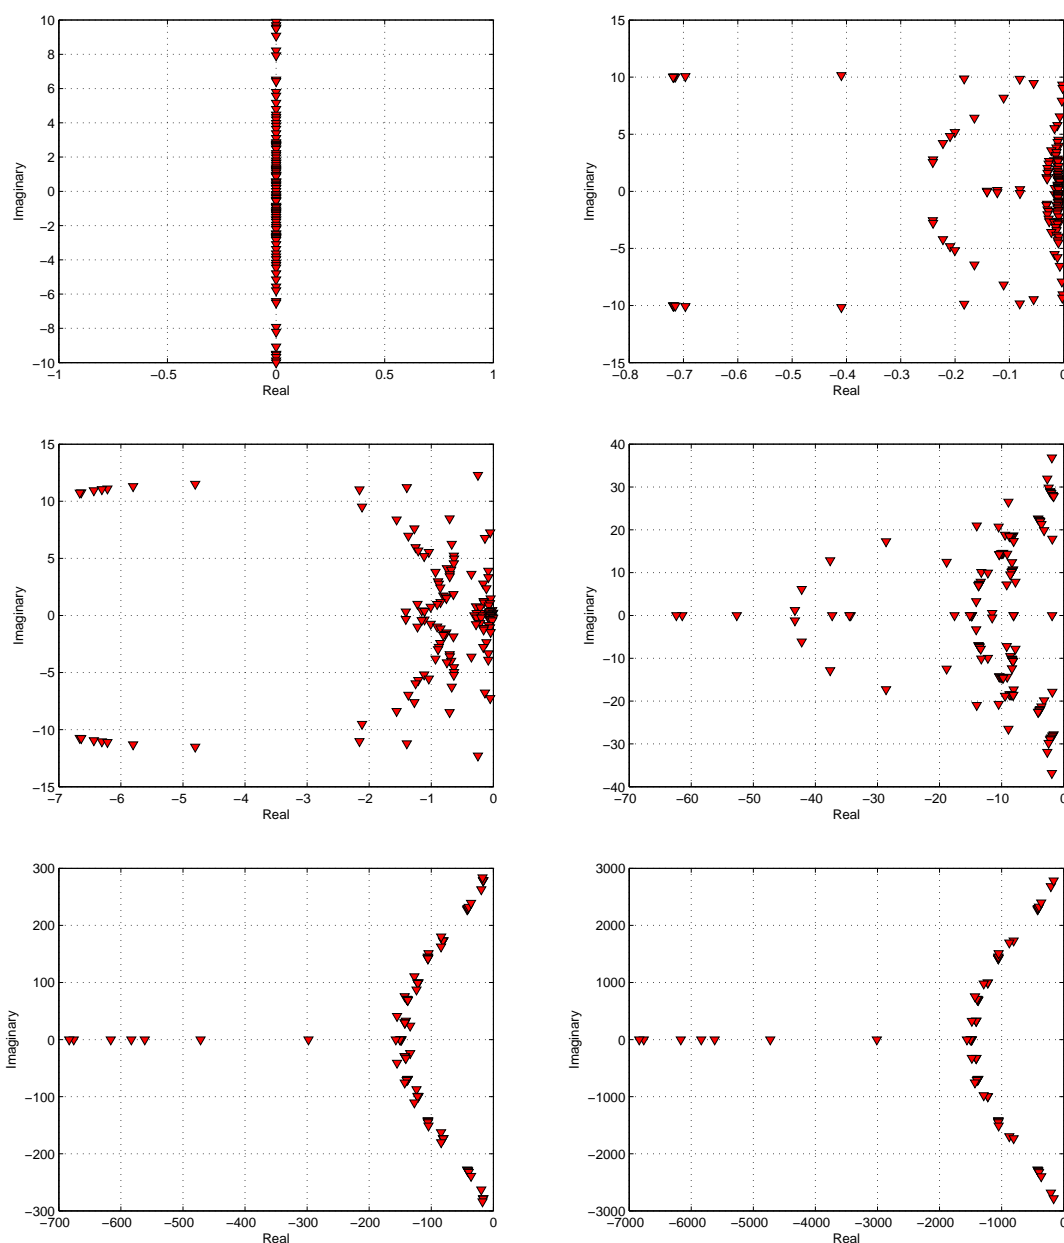 10
8
6
4
2
0
−2
−4
−6
−8
−10
−1 −0.5 0 0.5 1
Real
Imaginary
15
10
5
0
−5
−10
−15
−0.8 −0.7 −0.6 −0.5 −0.4 −0.3 −0.2 −0.1 0
Real
Imaginary
15
10
5
0
−5
−10
−15
−7 −6 −5 −4 −3 −2 −1 0
Real
Imaginary
40
30
20
10
0
−10
−20
−30
−40
−70 −60 −50 −40 −30 −20 −10 0
Real
Imaginary
300
200
100
0
−100
−200
−300
−700 −600 −500 −400 −300 −200 −100 0
Real
Imaginary
3000
2000
1000
0
−1000
−2000
−3000
−7000 −6000 −5000 −4000 −3000 −2000 −1000 0
Real
Imaginary